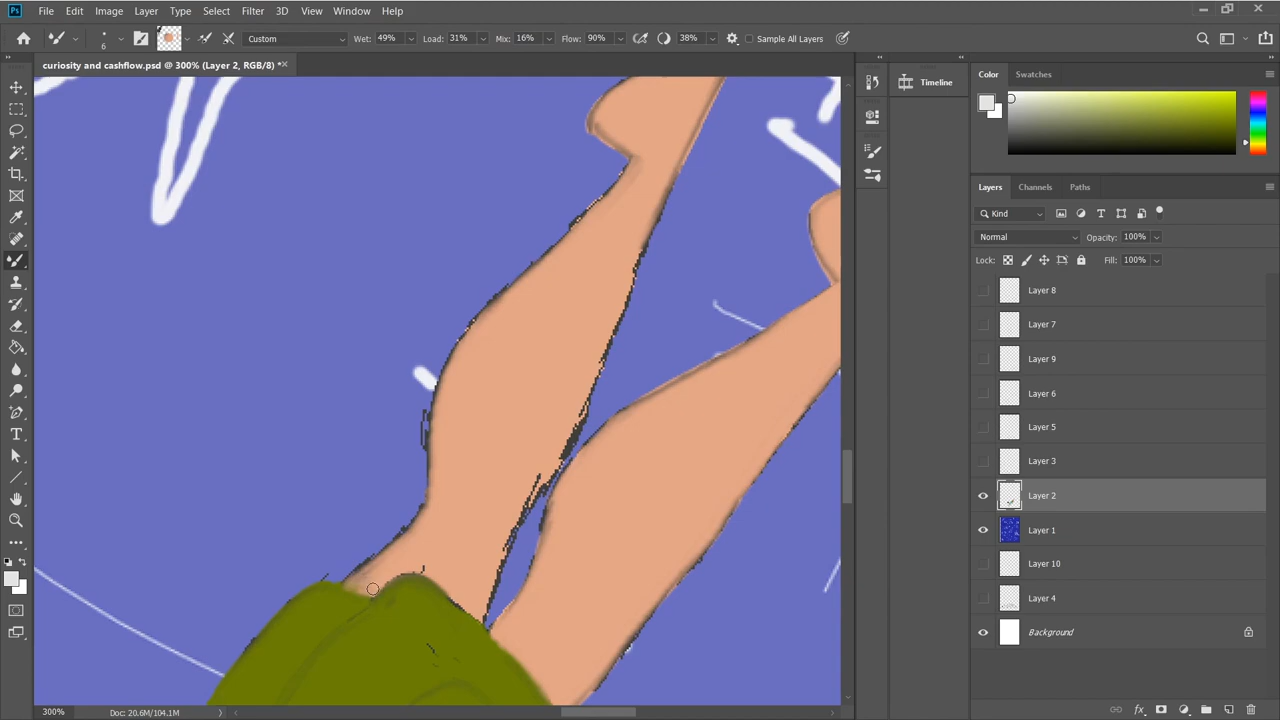 Ps File Edit Image Layer Type Select Filter 3D View Window Help
6 Custom Wet: 49% Load: 31% Mix: 16% Flow: 90% 38% Sample All Layers
curiosity and cashflow.psd @ 300% (Layer 2, RGB/8) * ×
Timeline
Color Swatches
Layers Channels Paths
Kind
Normal Opacity: 100%
Lock: Fill: 100%
Layer 8
Layer 7
Layer 9
Layer 6
Layer 5
Layer 3
Layer 2
Layer 1
Layer 10
Layer 4
Background
300% Doc: 20.6M/104.1M